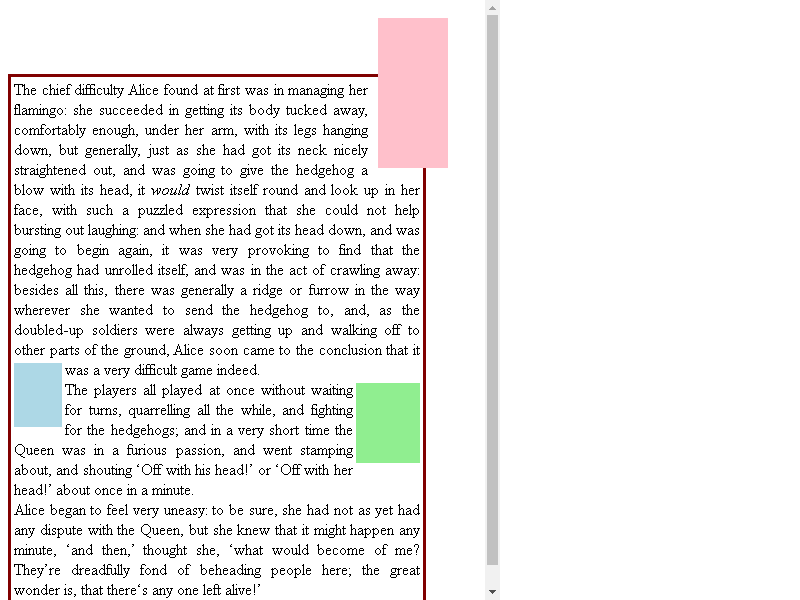 The chief difficulty Alice found at first was in managing her
flamingo: she succeeded in getting its body tucked away,
comfortably enough, under her arm, with its legs hanging
down, but generally, just as she had got its neck nicely
straightened out, and was going to give the hedgehog a
blow with its head, it would twist itself round and look up in her
face, with such a puzzled expression that she could not help
bursting out laughing: and when she had got its head down, and was
going to begin again, it was very provoking to find that the
hedgehog had unrolled itself, and was in the act of crawling away:
besides all this, there was generally a ridge or furrow in the way
wherever she wanted to send the hedgehog to, and, as the
doubled-up soldiers were always getting up and walking off to
other parts of the ground, Alice soon came to the conclusion that it
was a very difficult game indeed.
The players all played at once without waiting
for turns, quarrelling all the while, and fighting
for the hedgehogs; and in a very short time the
Queen was in a furious passion, and went stamping
about, and shouting ‘Off with his head!’ or ‘Off with her
head!’ about once in a minute.
Alice began to feel very uneasy: to be sure, she had not as yet had
any dispute with the Queen, but she knew that it might happen any
minute, ‘and then,’ thought she, ‘what would become of me?
They’re dreadfully fond of beheading people here; the great
wonder is, that there‘s any one left alive!’